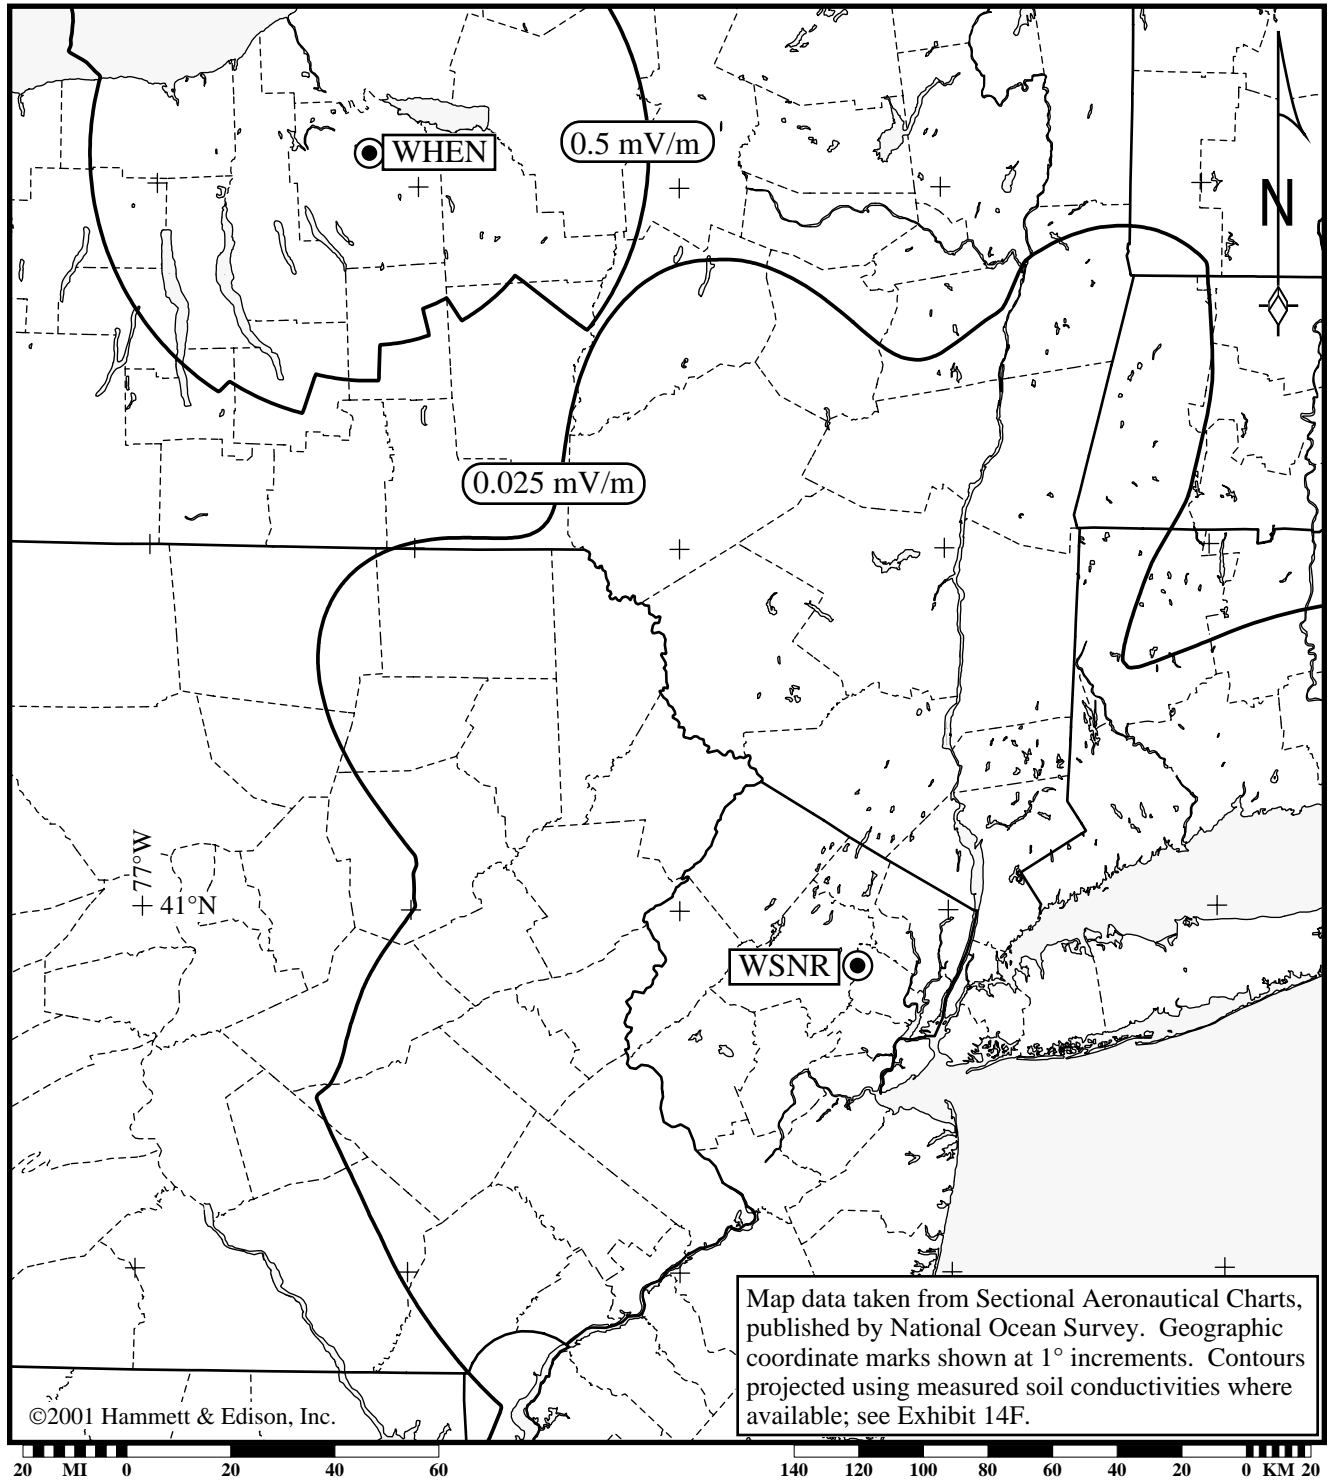 0.5 mV/m
WHEN
N
0.025 mV/m
77°W
41°N
WSNR
Map data taken from Sectional Aeronautical Charts,
published by National Ocean Survey. Geographic
coordinate marks shown at 1° increments. Contours
projected using measured soil conductivities where
available; see Exhibit 14F.
©2001 Hammett & Edison, Inc.
20 MI 0 20 40 60
140 120 100 80 60 40 20 0 KM 20